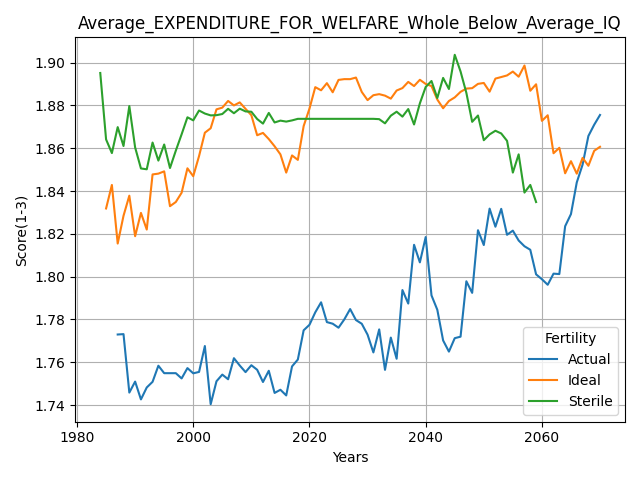 Average_EXPENDITURE_FOR_WELFARE_Whole_Below_Average_IQ
Score(1-3)
1.90
1.88
1.86
1.84
1.82
1.80
1.78
1.76
1.74
1980
2000
2020
2040
2060
Years
Fertility
Actual
Ideal
Sterile